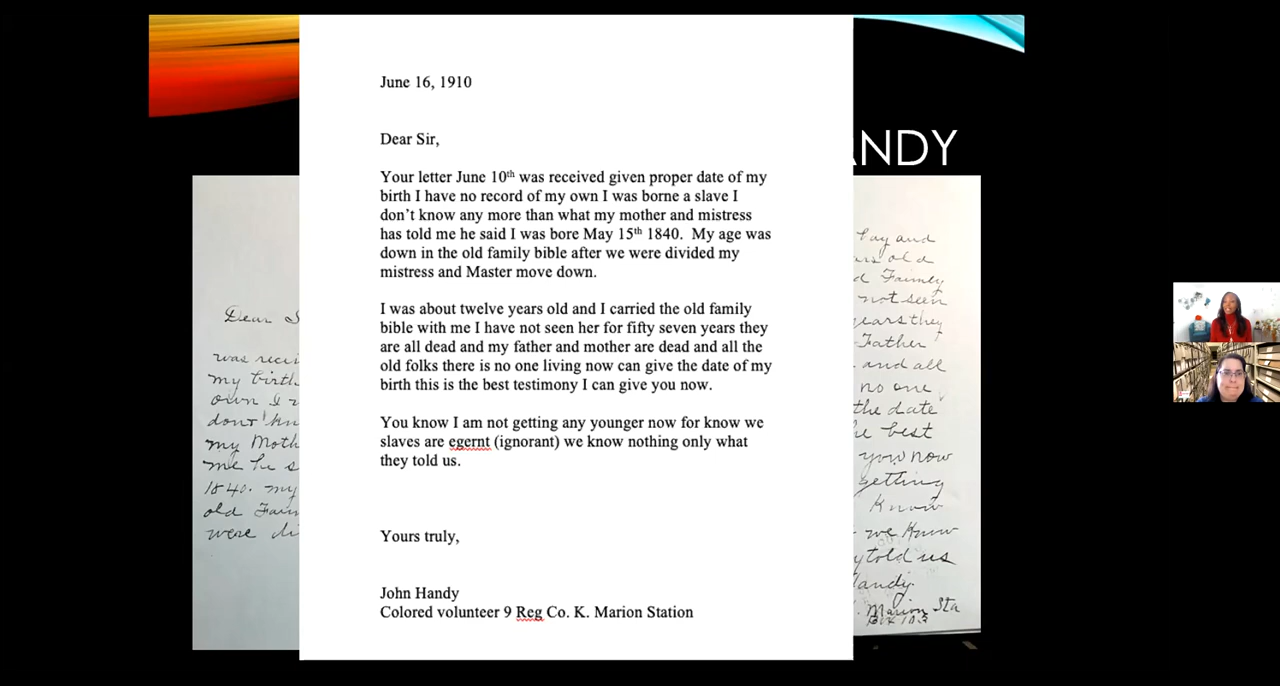 ANDY
June 16, 1910
Dear Sir,
Your letter June 10th was received given proper date of my
birth I have no record of my own I was borne a slave I
don't know any more than what my mother and mistress
has told me he said I was bore May 15th 1840.  My age was
down in the old family bible after we were divided my
mistress and Master move down.
I was about twelve years old and I carried the old family
bible with me I have not seen her for fifty seven years they
are all dead and my father and mother are dead and all the
old folks there is no one living now can give the date of my
birth this is the best testimony I can give you now.
You know I am not getting any younger now for know we
slaves are egernt (ignorant) we know nothing only what
they told us.
Yours truly,
John Handy
Colored volunteer 9 Reg Co. K. Marion Station
Dear S
was recei
my birth
own I
dont kn
my Moth
me he s
1840. my
old Fam
were di
Pay and
old
d Faimly
not seen
years they
Father
and all
no one
the date
he best
you now
getting
Know
we Know
told us
andy.
Marion Sta